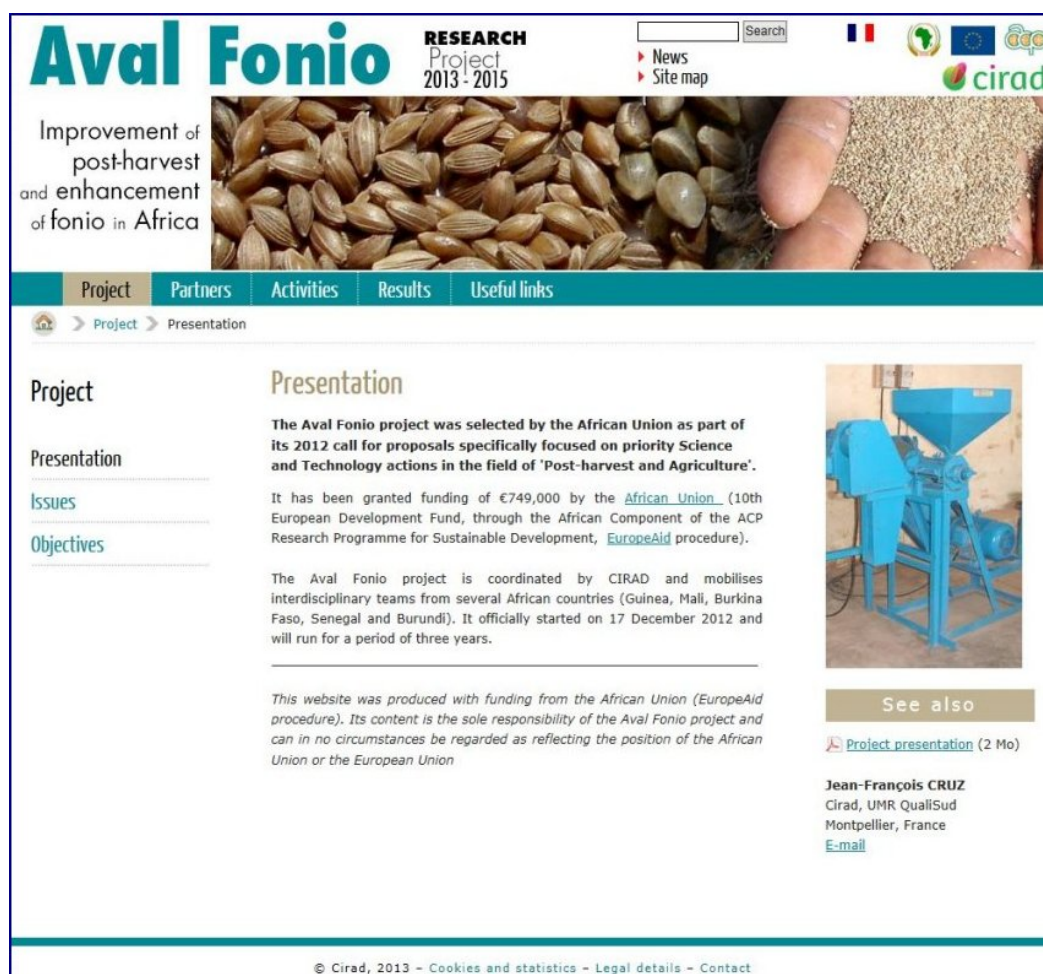 Aval Fonio
RESEARCH
Project
2013 - 2015
Search
News
Site map
cirad
Improvement of
post-harvest
and enhancement
of fonio in Africa
Project Partners Activities Results Useful links
Project Presentation
Project
Presentation
Issues
Objectives
Presentation
The Aval Fonio project was selected by the African Union as part of
its 2012 call for proposals specifically focused on priority Science
and Technology actions in the field of 'Post-harvest and Agriculture'.
It has been granted funding of €749,000 by the African Union (10th
European Development Fund, through the African Component of the ACP
Research Programme for Sustainable Development, EuropeAid procedure).
The Aval Fonio project is coordinated by CIRAD and mobilises
interdisciplinary teams from several African countries (Guinea, Mali, Burkina
Faso, Senegal and Burundi). It officially started on 17 December 2012 and
will run for a period of three years.
This website was produced with funding from the African Union (EuropeAid
procedure). Its content is the sole responsibility of the Aval Fonio project and
can in no circumstances be regarded as reflecting the position of the African
Union or the European Union
See also
Project presentation (2 Mo)
Jean-François CRUZ
Cirad, UMR QualiSud
Montpellier, France
E-mail
© Cirad, 2013 – Cookies and statistics – Legal details – Contact